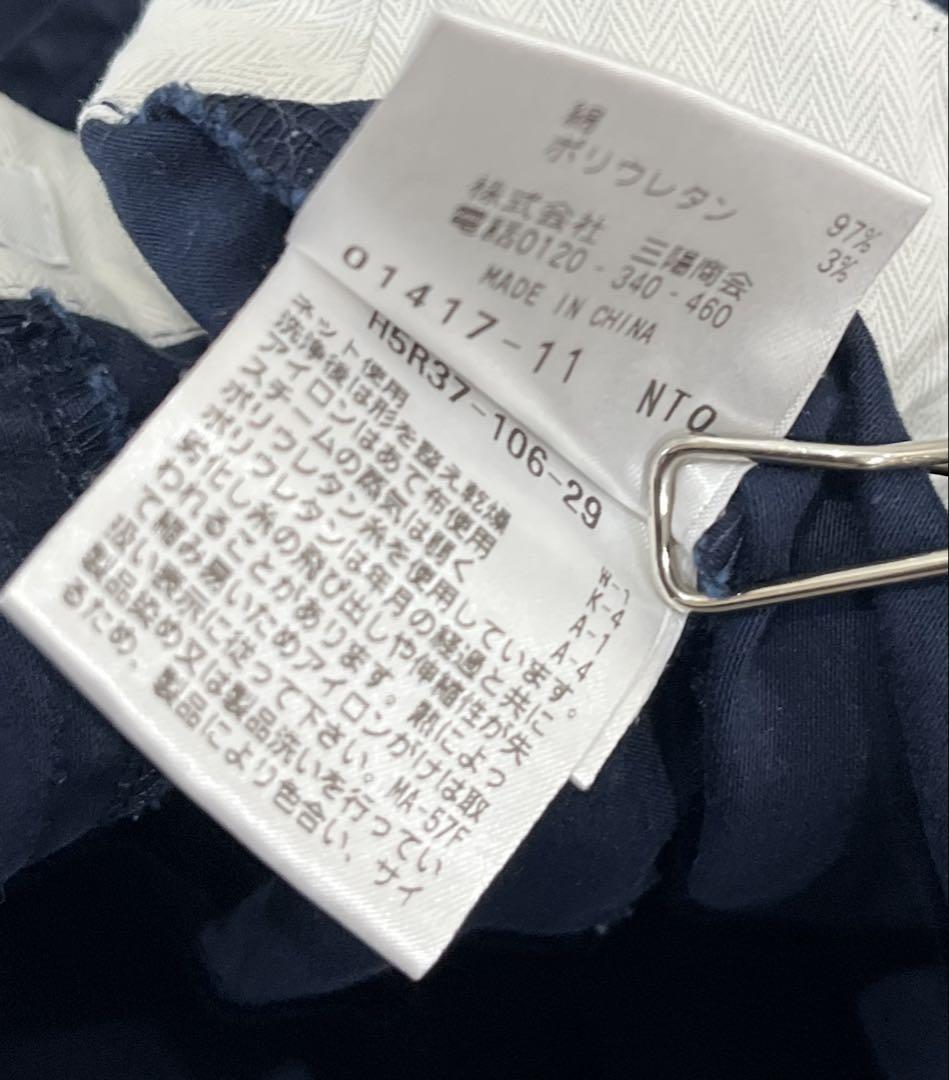 綿 97%
ポリウレタン 3%
株式会社 三陽商会
電話0120-340-460
MADE IN CHINA
01417-11 NT0
H5R37-106-29
W-1
K-4
A-1
A-4
ネット使用
洗浄後は形を整え乾燥
アイロンはあて布使用
スチームの蒸気は軽く
ポリウレタン糸を使用しています。
ポリウレタンは年月の経過と共に
劣化し糸の飛び出しや伸縮性が失
われることがあります。熱によっ
て縮み易いためアイロンがけは取
扱い表示に従って下さい。MA-57F
製品染め又は製品洗いを行ってい
るため、製品により色合い、サイ